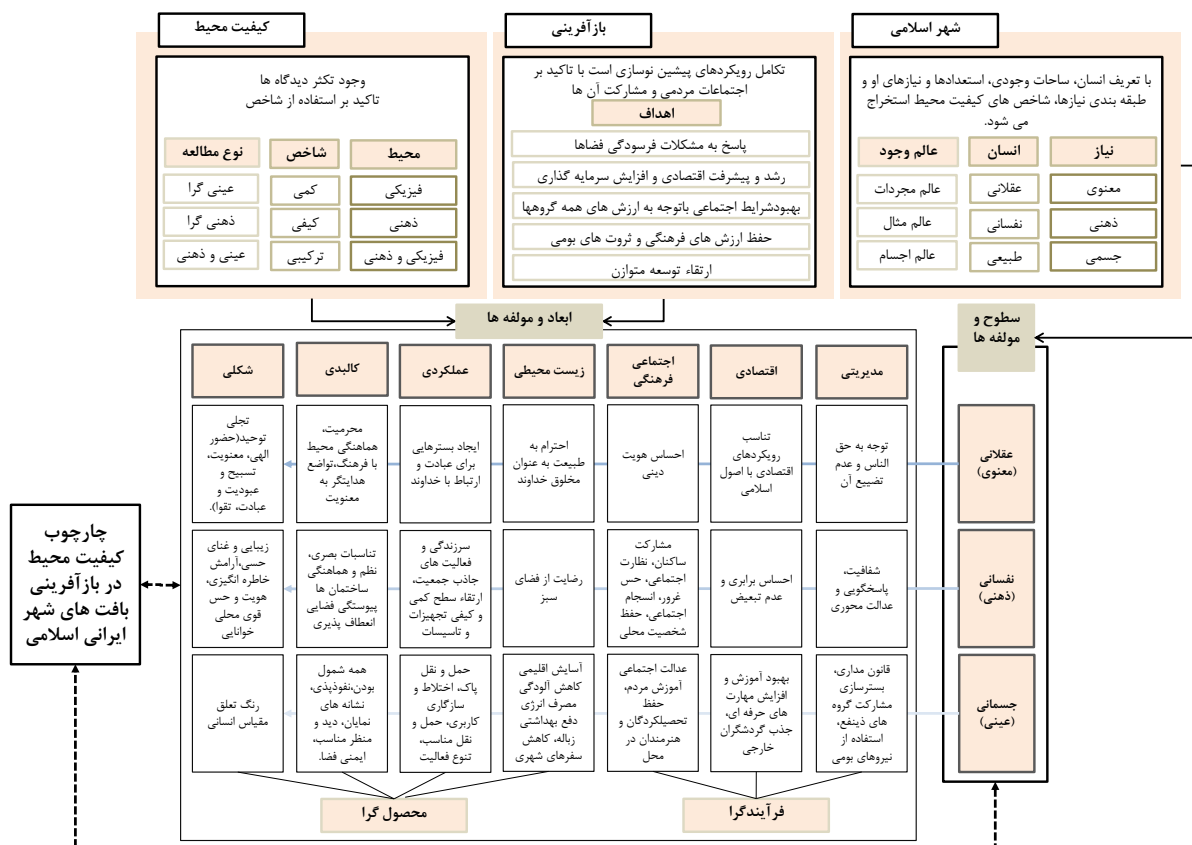 شهر اسلامی
با تعریف انسان، ساحات وجودی، استعدادها و نیازهای او و
طبقه بندی نیازها، شاخص های کیفیت محیط استخراج
می شود.
نیاز
انسان
عالم وجود
معنوی
عقلانی
عالم مجردات
ذهنی
نفسانی
عالم مثال
جسمی
طبیعی
عالم اجسام
بازآفرینی
تکامل رویکردهای پیشین نوسازی است با تاکید بر
اجتماعات مردمی و مشارکت آن ها
اهداف
پاسخ به مشکلات فرسودگی فضاها
رشد و پیشرفت اقتصادی و افزایش سرمایه گذاری
بهبودشرایط اجتماعی باتوجه به ارزش های همه گروهها
حفظ ارزش های فرهنگی و ثروت های بومی
ارتقاء توسعه متوازن
کیفیت محیط
وجود تکثر دیدگاه ها
تاکید بر استفاده از شاخص
محیط
شاخص
نوع مطالعه
فیزیکی
کمی
عینی گرا
ذهنی
کیفی
ذهنی گرا
فیزیکی و ذهنی
ترکیبی
عینی و ذهنی
سطوح و
مولفه ها
ابعاد و مولفه ها
مدیریتی
اقتصادی
اجتماعی
فرهنگی
زیست محیطی
عملکردی
کالبدی
شکلی
عقلانی
(معنوی)
توجه به حق
الناس و عدم
تضییع آن
تناسب
رویکردهای
اقتصادی با اصول
اسلامی
احساس هویت
دینی
احترام به
طبیعت به عنوان
مخلوق خداوند
ایجاد بسترهایی
برای عبادت و
ارتباط با خداوند
محرمیت،
هماهنگی محیط
با فرهنگ،تواضع
هدایتگر به
معنویت
تجلی
توحید(حضور
الهی، معنویت،
تسبیح و
عبودیت و
عبادت، تقوا).
نفسانی
(ذهنی)
شفافیت،
پاسخگویی و
عدالت محوری
احساس برابری و
عدم تبعیض
مشارکت
ساکنان، نظارت
اجتماعی، حس
غرور، انسجام
اجتماعی، حفظ
شخصیت محلی
رضایت از فضای
سبز
سرزندگی و
فعالیت های
جاذب جمعیت،
ارتقاء سطح کمی
و کیفی تجهیزات
و تاسیسات
تناسبات بصری،
نظم و هماهنگی
ساختمان ها
پیوستگی فضایی
انعطاف پذیری
زیبایی و غنای
حسی،آرامش
خاطره انگیزی،
هویت و حس
قوی محلی
خوانایی
جسمانی
(عینی)
قانون مداری،
بسترسازی
مشارکت گروه
های ذینفع،
استفاده از
نیروهای بومی
بهبود آموزش و
افزایش مهارت
های حرفه ای،
جذب گردشگران
خارجی
عدالت اجتماعی
آموزش مردم،
حفظ
تحصیلکردگان و
هنرمندان در
محل
آسایش اقلیمی
کاهش آلودگی
مصرف انرژی
دفع بهداشتی
زباله، کاهش
سفرهای شهری
حمل و نقل
پاک، اختلاط و
سازگاری
کاربری، حمل و
نقل مناسب،
تنوع فعالیت
همه شمول
بودن،نفوذپذی،
نشانه های
نمایان، دید و
منظر مناسب،
ایمنی فضا.
رنگ تعلق
مقیاس انسانی
فرآیندگرا
محصول گرا
چارچوب
کیفیت محیط
در بازآفرینی
بافت های شهر
ایرانی اسلامی